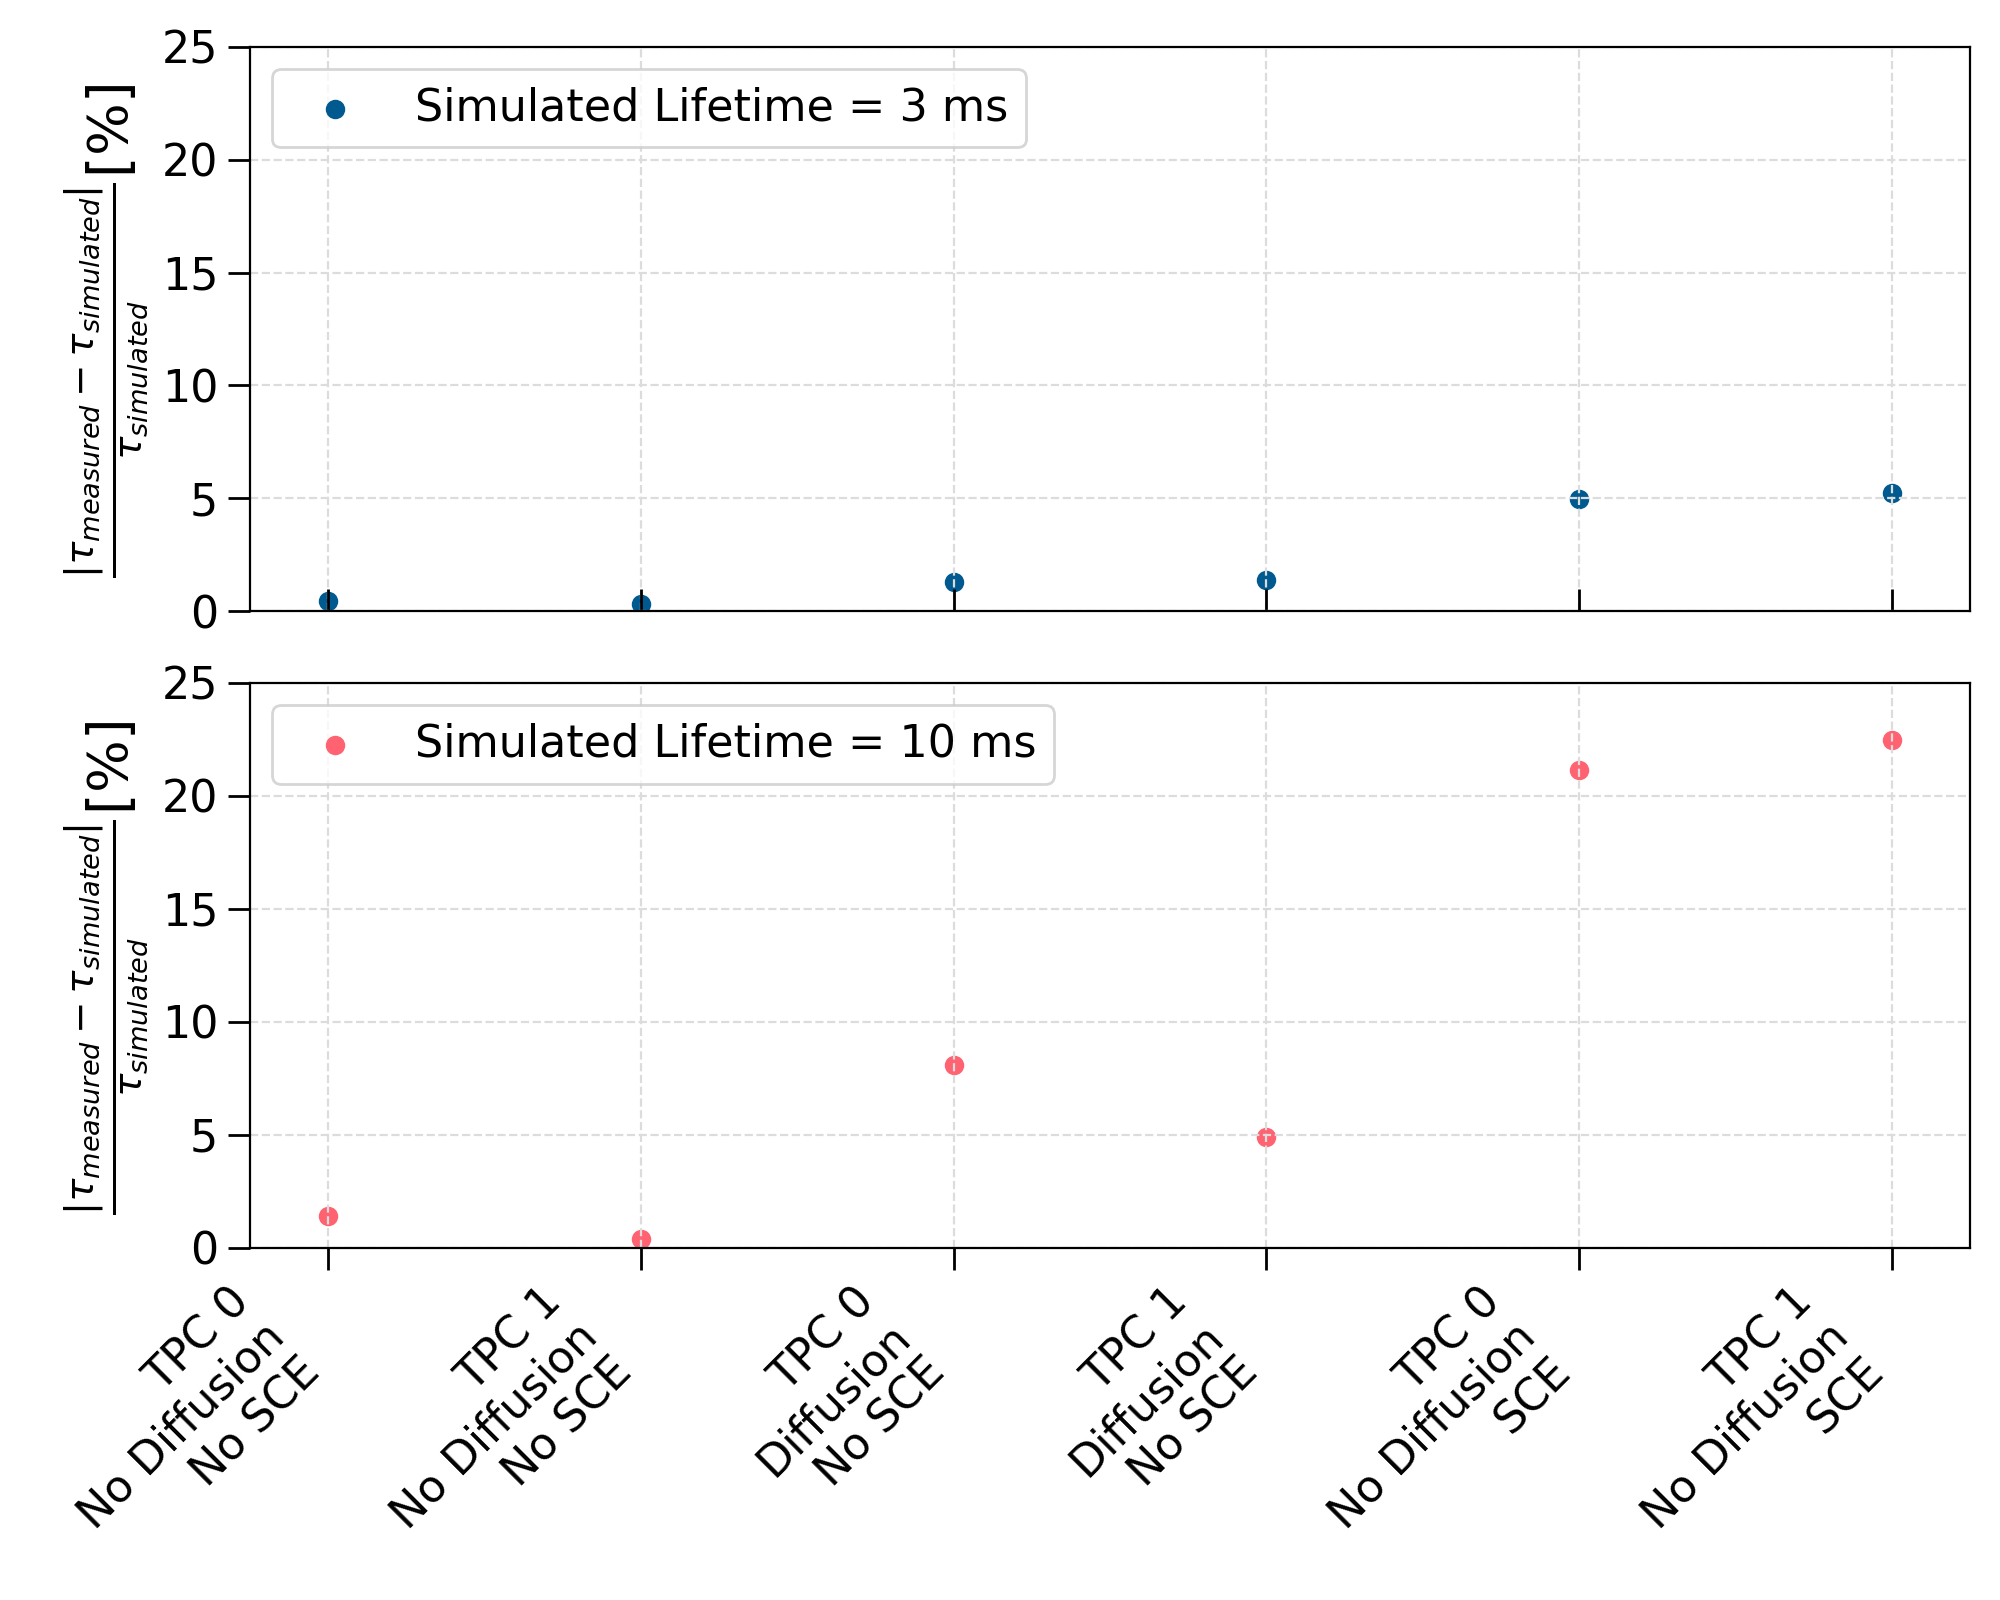 25
20
15
10
5
0
|τmeasured − τsimulated|
τsimulated
[%]
Simulated Lifetime = 3 ms
25
20
15
10
5
0
|τmeasured − τsimulated|
τsimulated
[%]
Simulated Lifetime = 10 ms
TPC 0
No Diffusion
No SCE
TPC 1
No Diffusion
No SCE
TPC 0
Diffusion
No SCE
TPC 1
Diffusion
No SCE
TPC 0
No Diffusion
SCE
TPC 1
No Diffusion
SCE